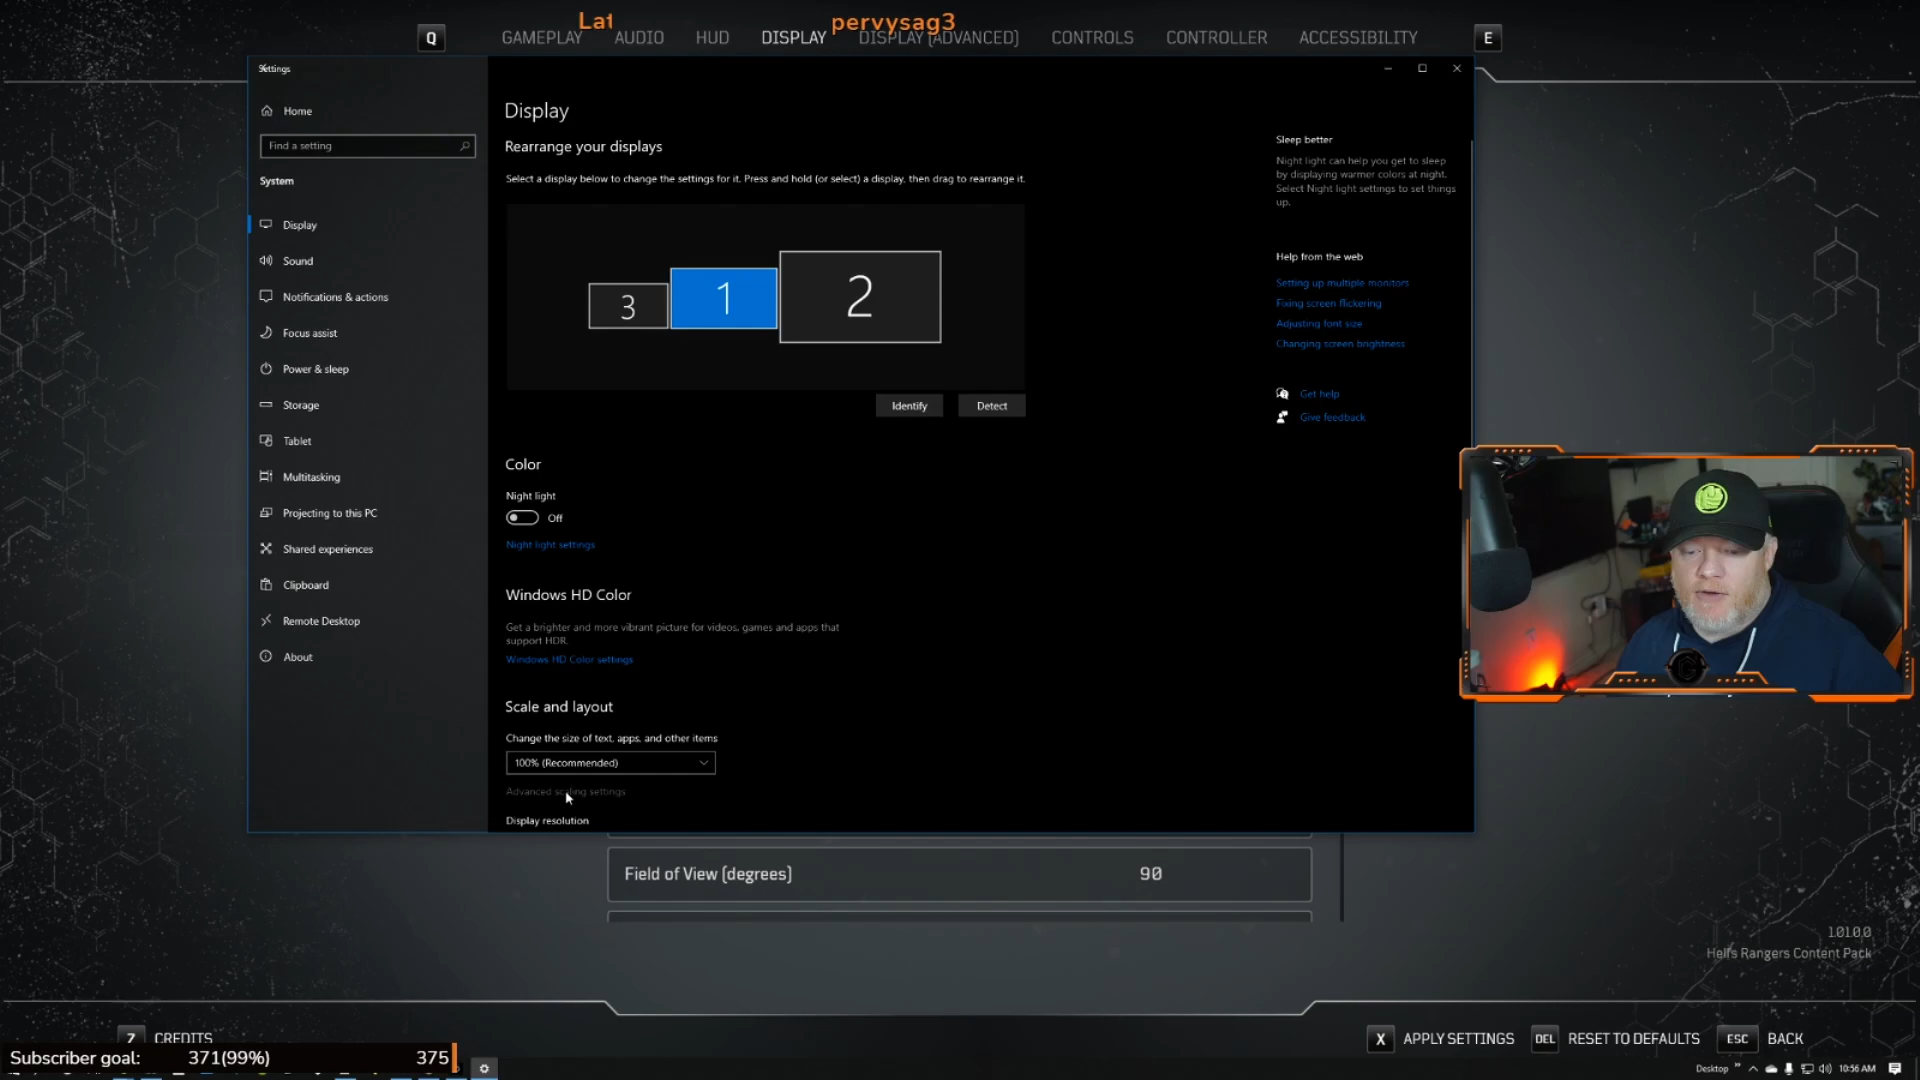 Lat
pervysag3
Q
GAMEPLAY
AUDIO
HUD
DISPLAY
DISPLAY (ADVANCED)
CONTROLS
CONTROLLER
ACCESSIBILITY
E
Settings
Home
Find a setting
System
Display
Sound
Notifications & actions
Focus assist
Power & sleep
Storage
Tablet
Multitasking
Projecting to this PC
Shared experiences
Clipboard
Remote Desktop
About
Display
Rearrange your displays
Select a display below to change the settings for it. Press and hold (or select) a display, then drag to rearrange it.
3
1
2
Identify
Detect
Color
Night light
Off
Night light settings
Windows HD Color
Get a brighter and more vibrant picture for videos, games and apps that
support HDR.
Windows HD Color settings
Scale and layout
Change the size of text, apps, and other items
100% (Recommended)
Advanced scaling settings
Display resolution
Sleep better
Night light can help you get to sleep
by displaying warmer colors at night.
Select Night light settings to set things
up.
Help from the web
Setting up multiple monitors
Fixing screen flickering
Adjusting font size
Changing screen brightness
Get help
Give feedback
Field of View (degrees)
90
1.0.10.0
Hell's Rangers Content Pack
Z
CREDITS
X
APPLY SETTINGS
DEL
RESET TO DEFAULTS
ESC
BACK
Subscriber goal:
371(99%)
375
Desktop
10:56 AM